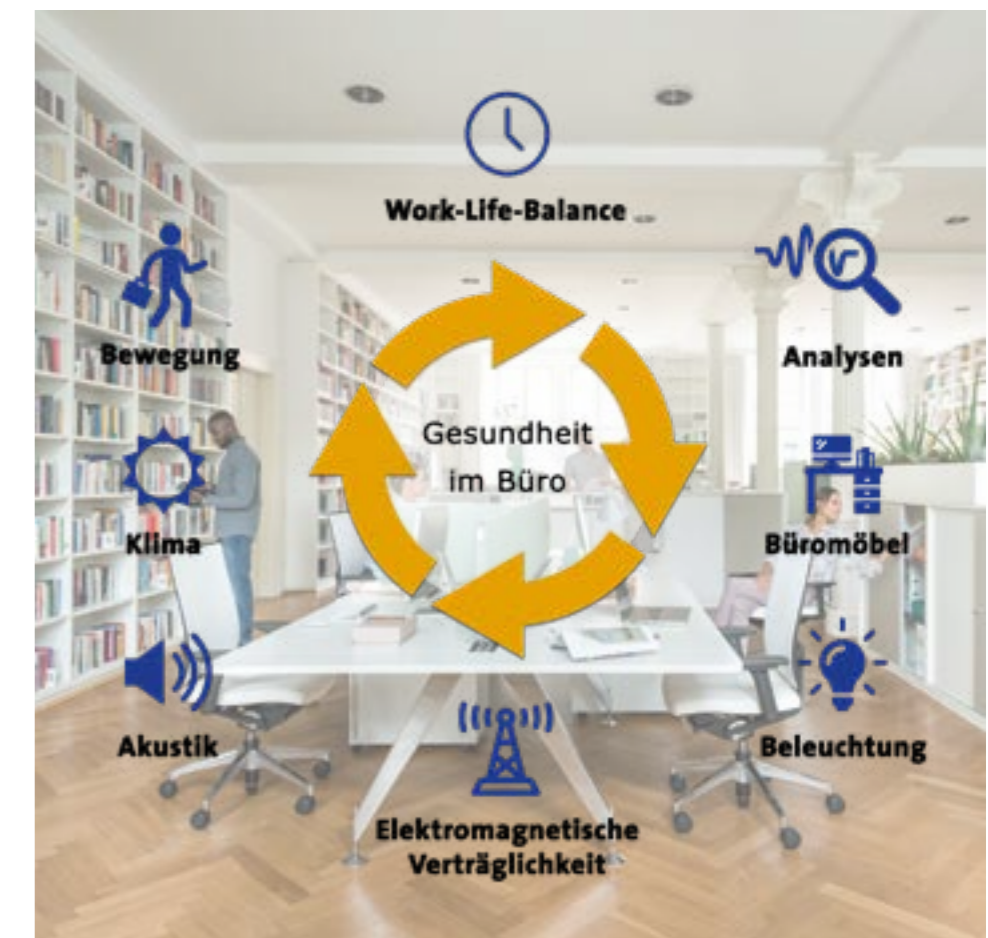 Work-Life-Balance
Bewegung
Analysen
Gesundheit
im Büro
Klima
Büromöbel
Akustik
Beleuchtung
Elektromagnetische
Verträglichkeit